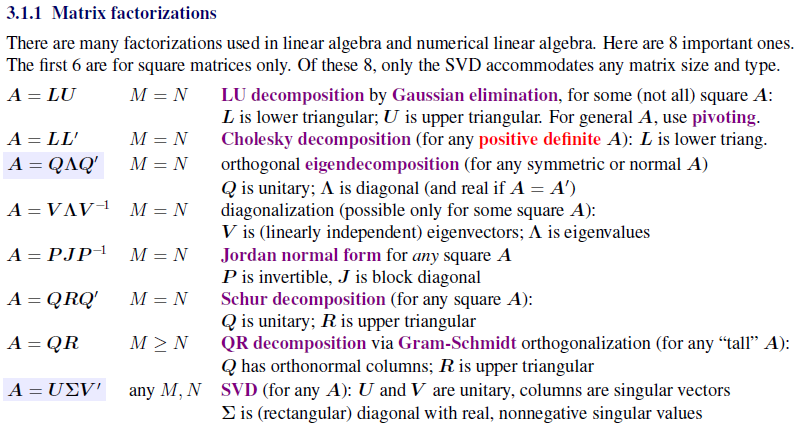 3.1.1 Matrix factorizations
There are many factorizations used in linear algebra and numerical linear algebra. Here are 8 important ones.
The first 6 are for square matrices only. Of these 8, only the SVD accommodates any matrix size and type.
A = LU M = N LU decomposition by Gaussian elimination, for some (not all) square A:
L is lower triangular; U is upper triangular. For general A, use pivoting.
A = LL′ M = N Cholesky decomposition (for any positive definite A): L is lower triang.
A = QΛQ′ M = N orthogonal eigendecomposition (for any symmetric or normal A)
Q is unitary; Λ is diagonal (and real if A = A′)
A = VΛV⁻¹ M = N diagonalization (possible only for some square A):
V is (linearly independent) eigenvectors; Λ is eigenvalues
A = PJP⁻¹ M = N Jordan normal form for any square A
P is invertible, J is block diagonal
A = QRQ′ M = N Schur decomposition (for any square A):
Q is unitary; R is upper triangular
A = QR M ≥ N QR decomposition via Gram-Schmidt orthogonalization (for any “tall” A):
Q has orthonormal columns; R is upper triangular
A = UΣV′ any M, N SVD (for any A): U and V are unitary, columns are singular vectors
Σ is (rectangular) diagonal with real, nonnegative singular values